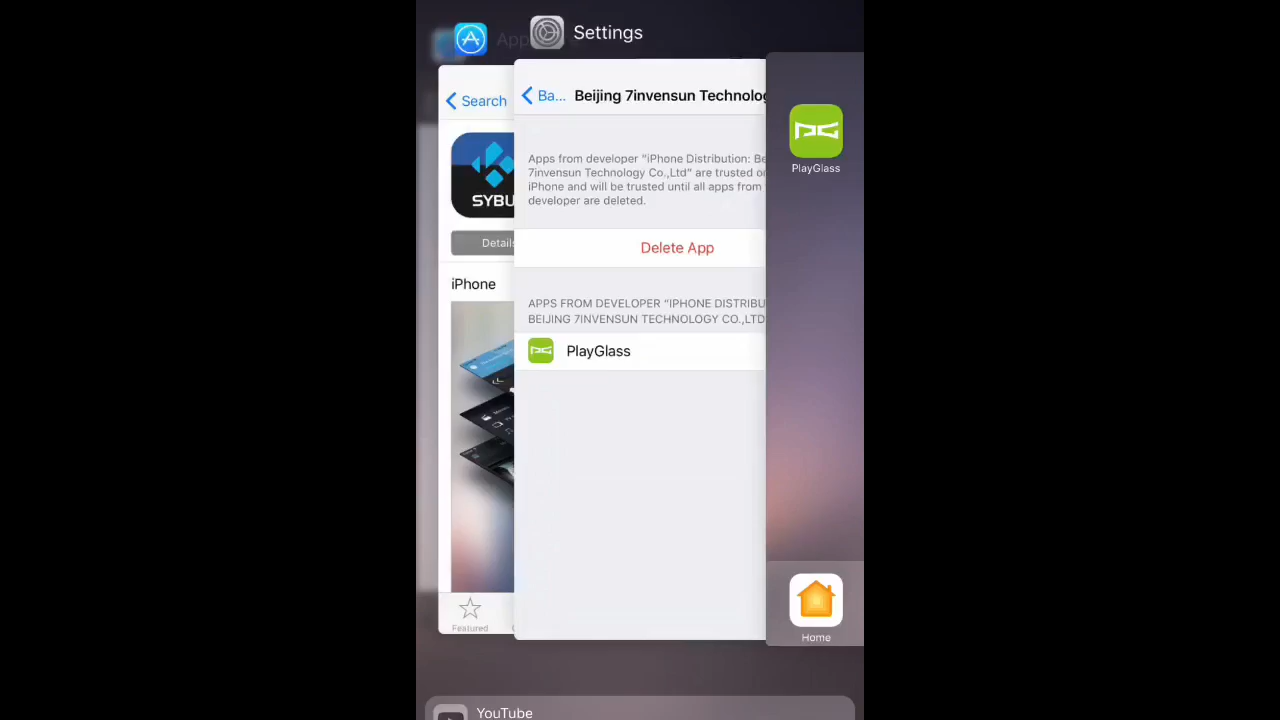 Settings
Search
Ba... Beijing 7invensun Technolog
PlayGlass
SYBU
Details
Apps from developer "iPhone Distribution: Be
7invensun Technology Co.,Ltd" are trusted o
iPhone and will be trusted until all apps from
developer are deleted.
Delete App
iPhone
APPS FROM DEVELOPER "IPHONE DISTRIBU
BEIJING 7INVENSUN TECHNOLOGY CO.,LTD
PlayGlass
Featured
Home
YouTube